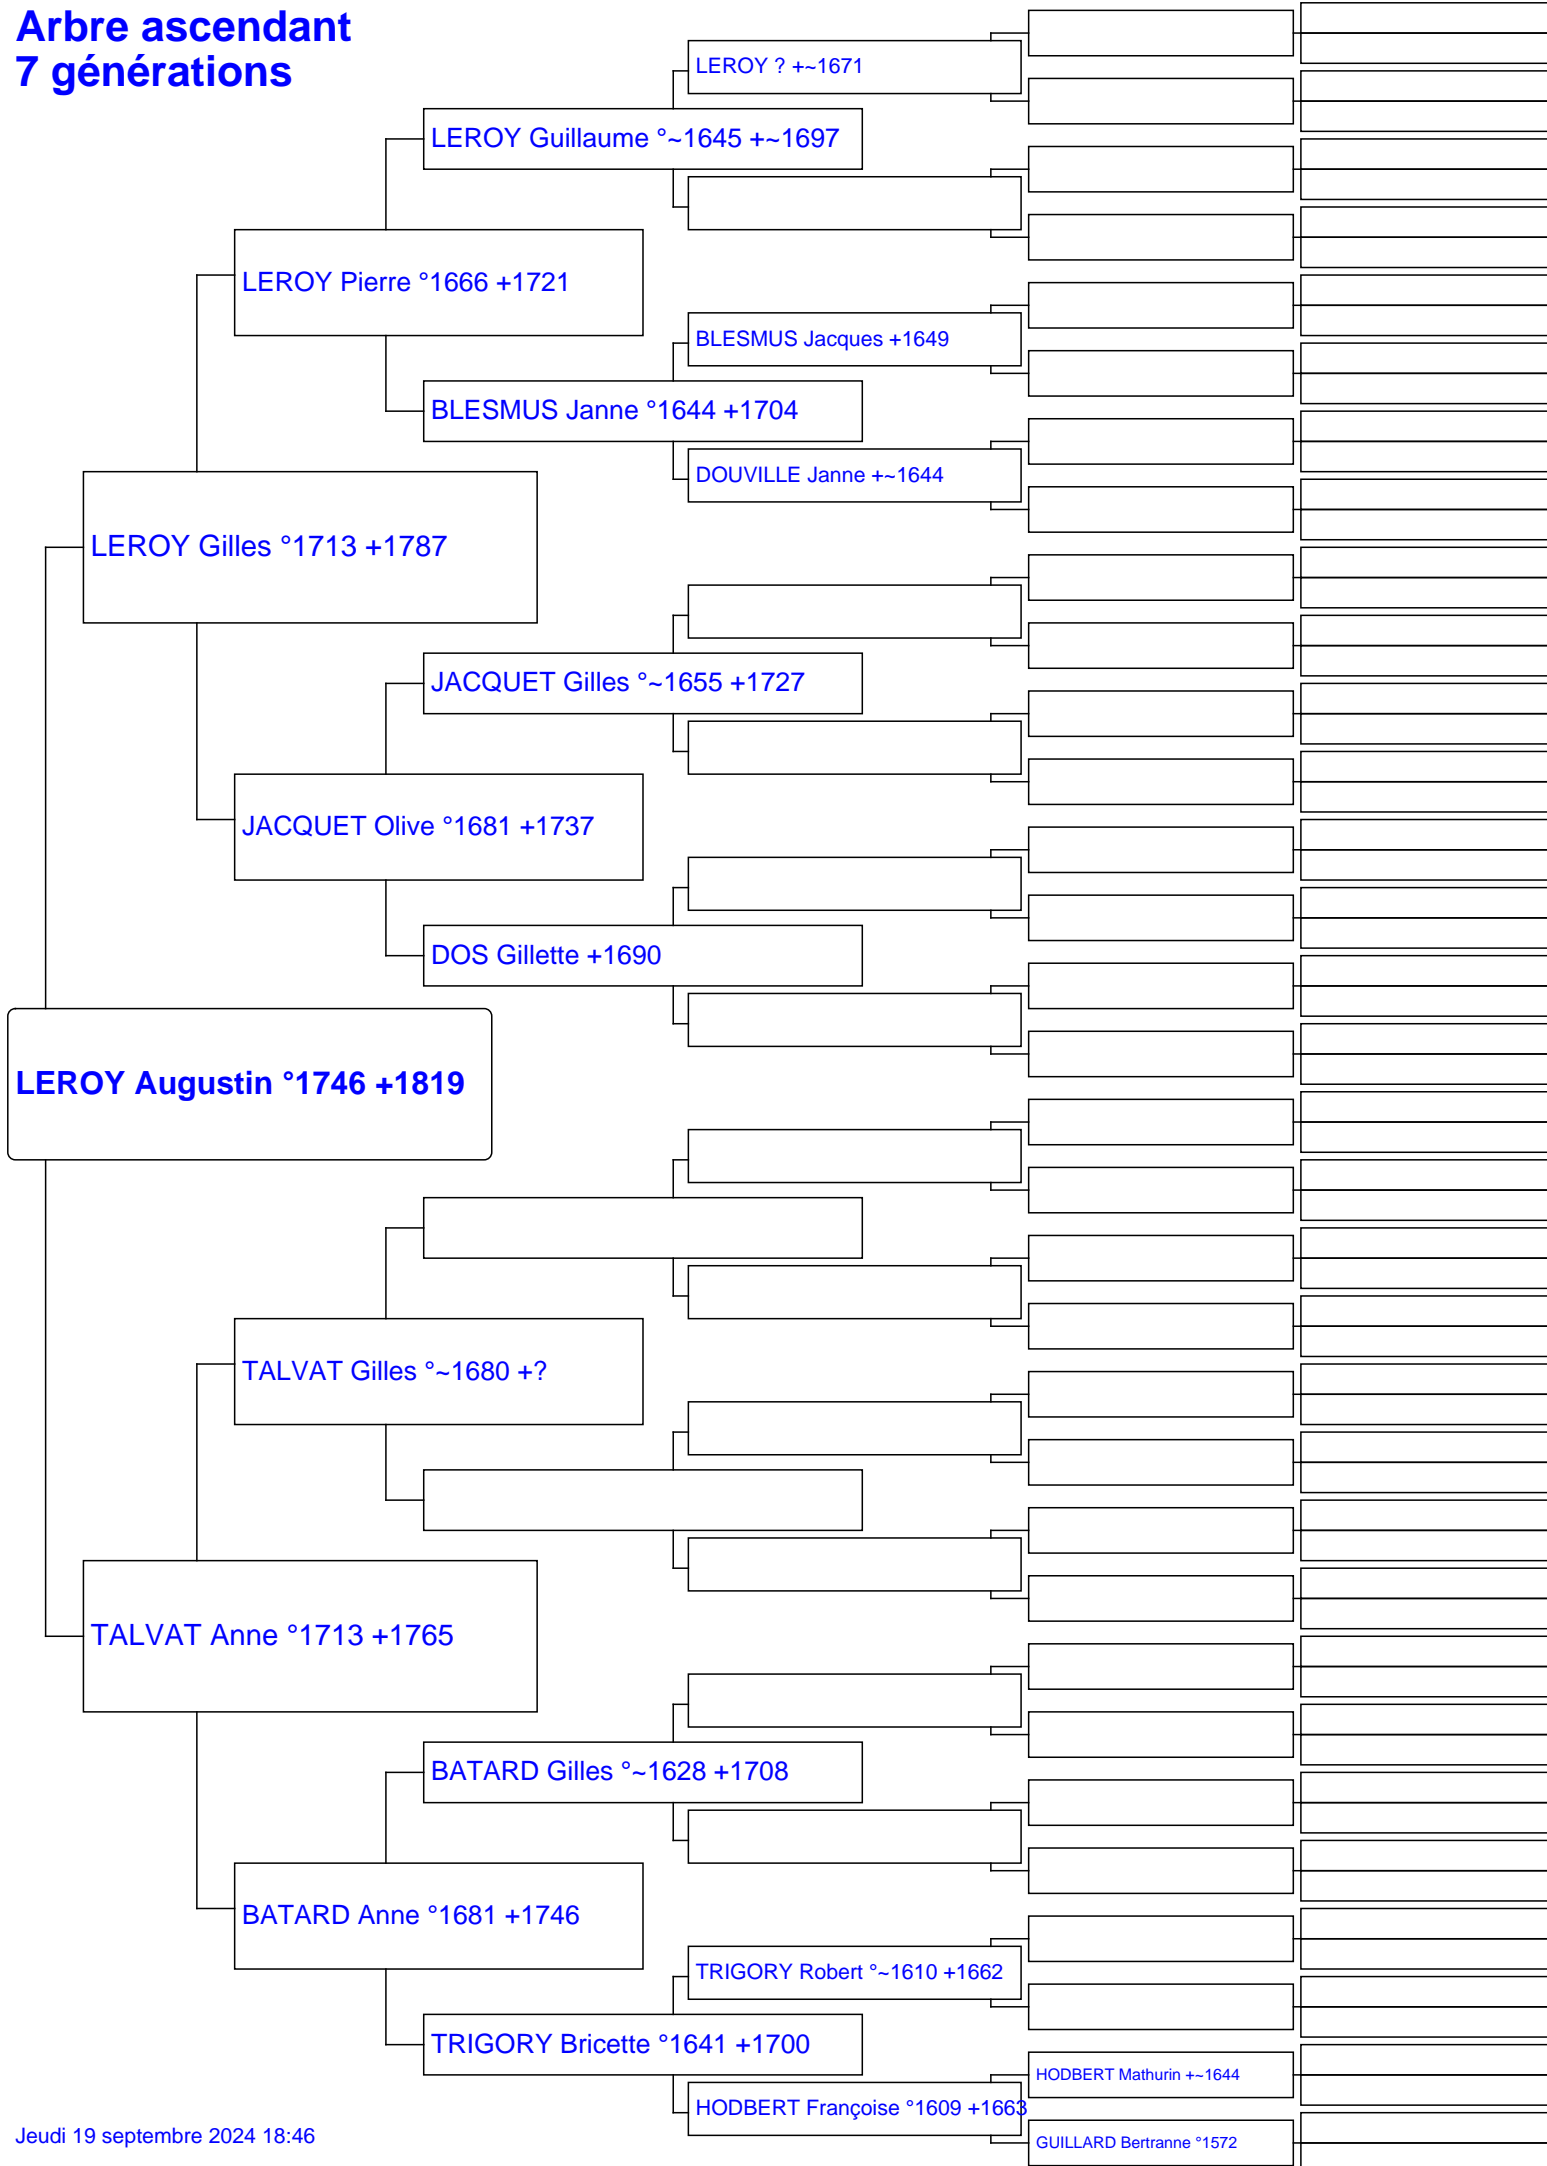 Arbre ascendant
7 générations
LEROY ? +~1671
LEROY Guillaume °~1645 +~1697
LEROY Pierre °1666 +1721
BLESMUS Jacques +1649
BLESMUS Janne °1644 +1704
DOUVILLE Janne +~1644
LEROY Gilles °1713 +1787
JACQUET Gilles °~1655 +1727
JACQUET Olive °1681 +1737
DOS Gillette +1690
LEROY Augustin °1746 +1819
TALVAT Gilles °~1680 +?
TALVAT Anne °1713 +1765
BATARD Gilles °~1628 +1708
BATARD Anne °1681 +1746
TRIGORY Robert °~1610 +1662
TRIGORY Bricette °1641 +1700
HODBERT Mathurin +~1644
HODBERT Françoise °1609 +1663
GUILLARD Bertranne °1572
Jeudi 19 septembre 2024 18:46